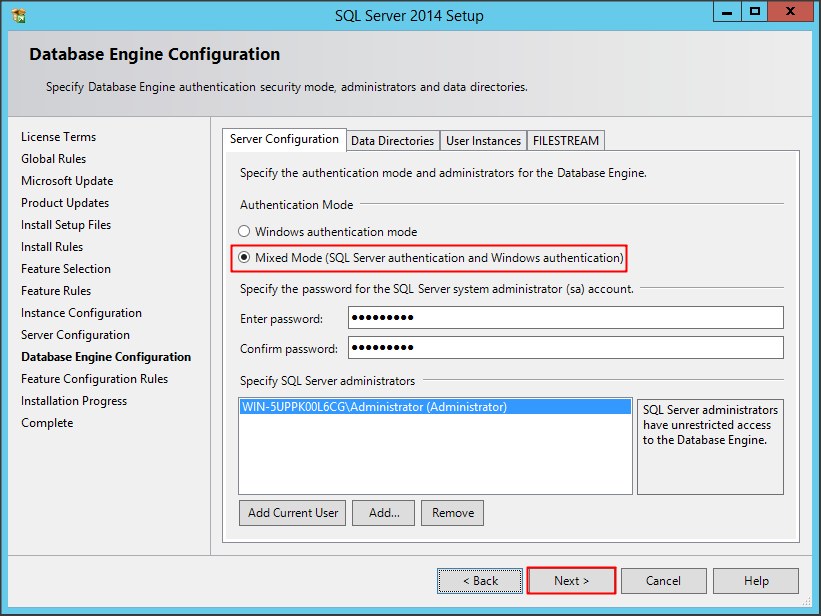 SQL Server 2014 Setup
Database Engine Configuration
Specify Database Engine authentication security mode, administrators and data directories.
License Terms
Global Rules
Microsoft Update
Product Updates
Install Setup Files
Install Rules
Feature Selection
Feature Rules
Instance Configuration
Server Configuration
Database Engine Configuration
Feature Configuration Rules
Installation Progress
Complete
Server Configuration Data Directories User Instances FILESTREAM
Specify the authentication mode and administrators for the Database Engine.
Authentication Mode
Windows authentication mode
Mixed Mode (SQL Server authentication and Windows authentication)
Specify the password for the SQL Server system administrator (sa) account.
Enter password: ●●●●●●●●●
Confirm password: ●●●●●●●●●
Specify SQL Server administrators
WIN-5UPPK00L6CG\Administrator (Administrator)
SQL Server administrators
have unrestricted access
to the Database Engine.
Add Current User Add... Remove
< Back Next > Cancel Help